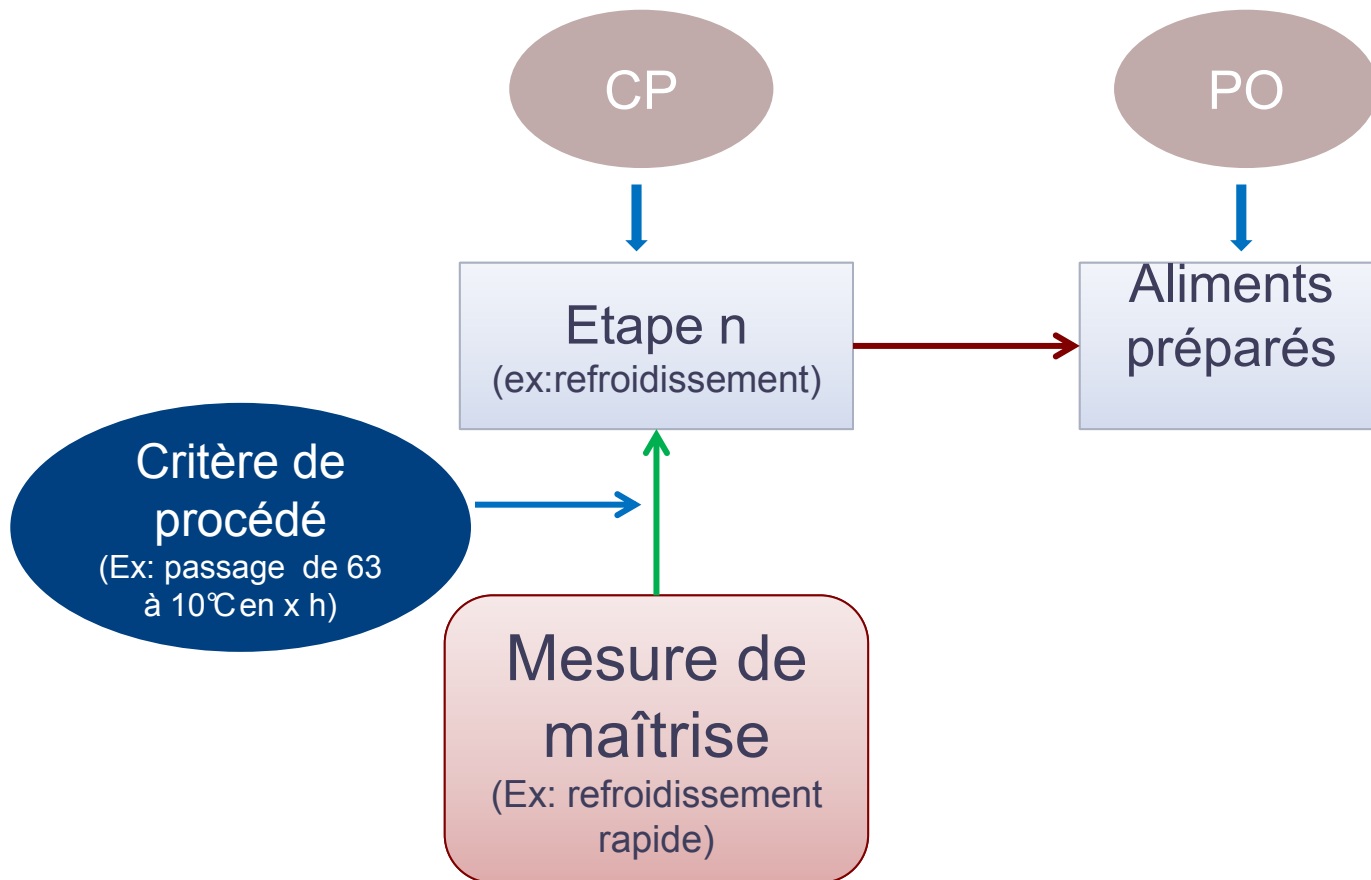 CP
PO
Etape n
(ex:refroidissement)
Aliments
préparés
Critère de
procédé
(Ex: passage de 63
à 10°C en x h)
Mesure de
maîtrise
(Ex: refroidissement
rapide)